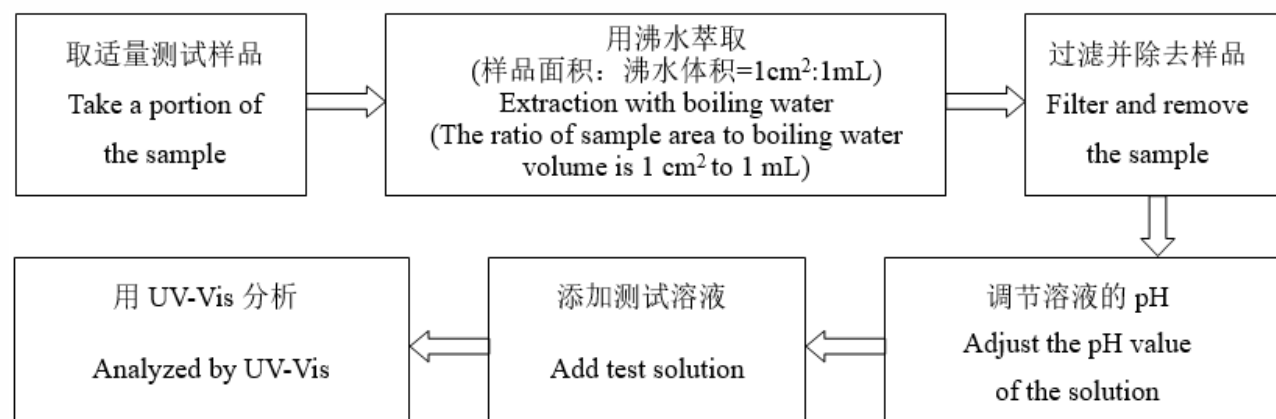 取适量测试样品
Take a portion of
the sample
用沸水萃取
(样品面积：沸水体积=1cm²:1mL)
Extraction with boiling water
(The ratio of sample area to boiling water
volume is 1 cm² to 1 mL)
过滤并除去样品
Filter and remove
the sample
调节溶液的 pH
Adjust the pH value
of the solution
添加测试溶液
Add test solution
用 UV-Vis 分析
Analyzed by UV-Vis